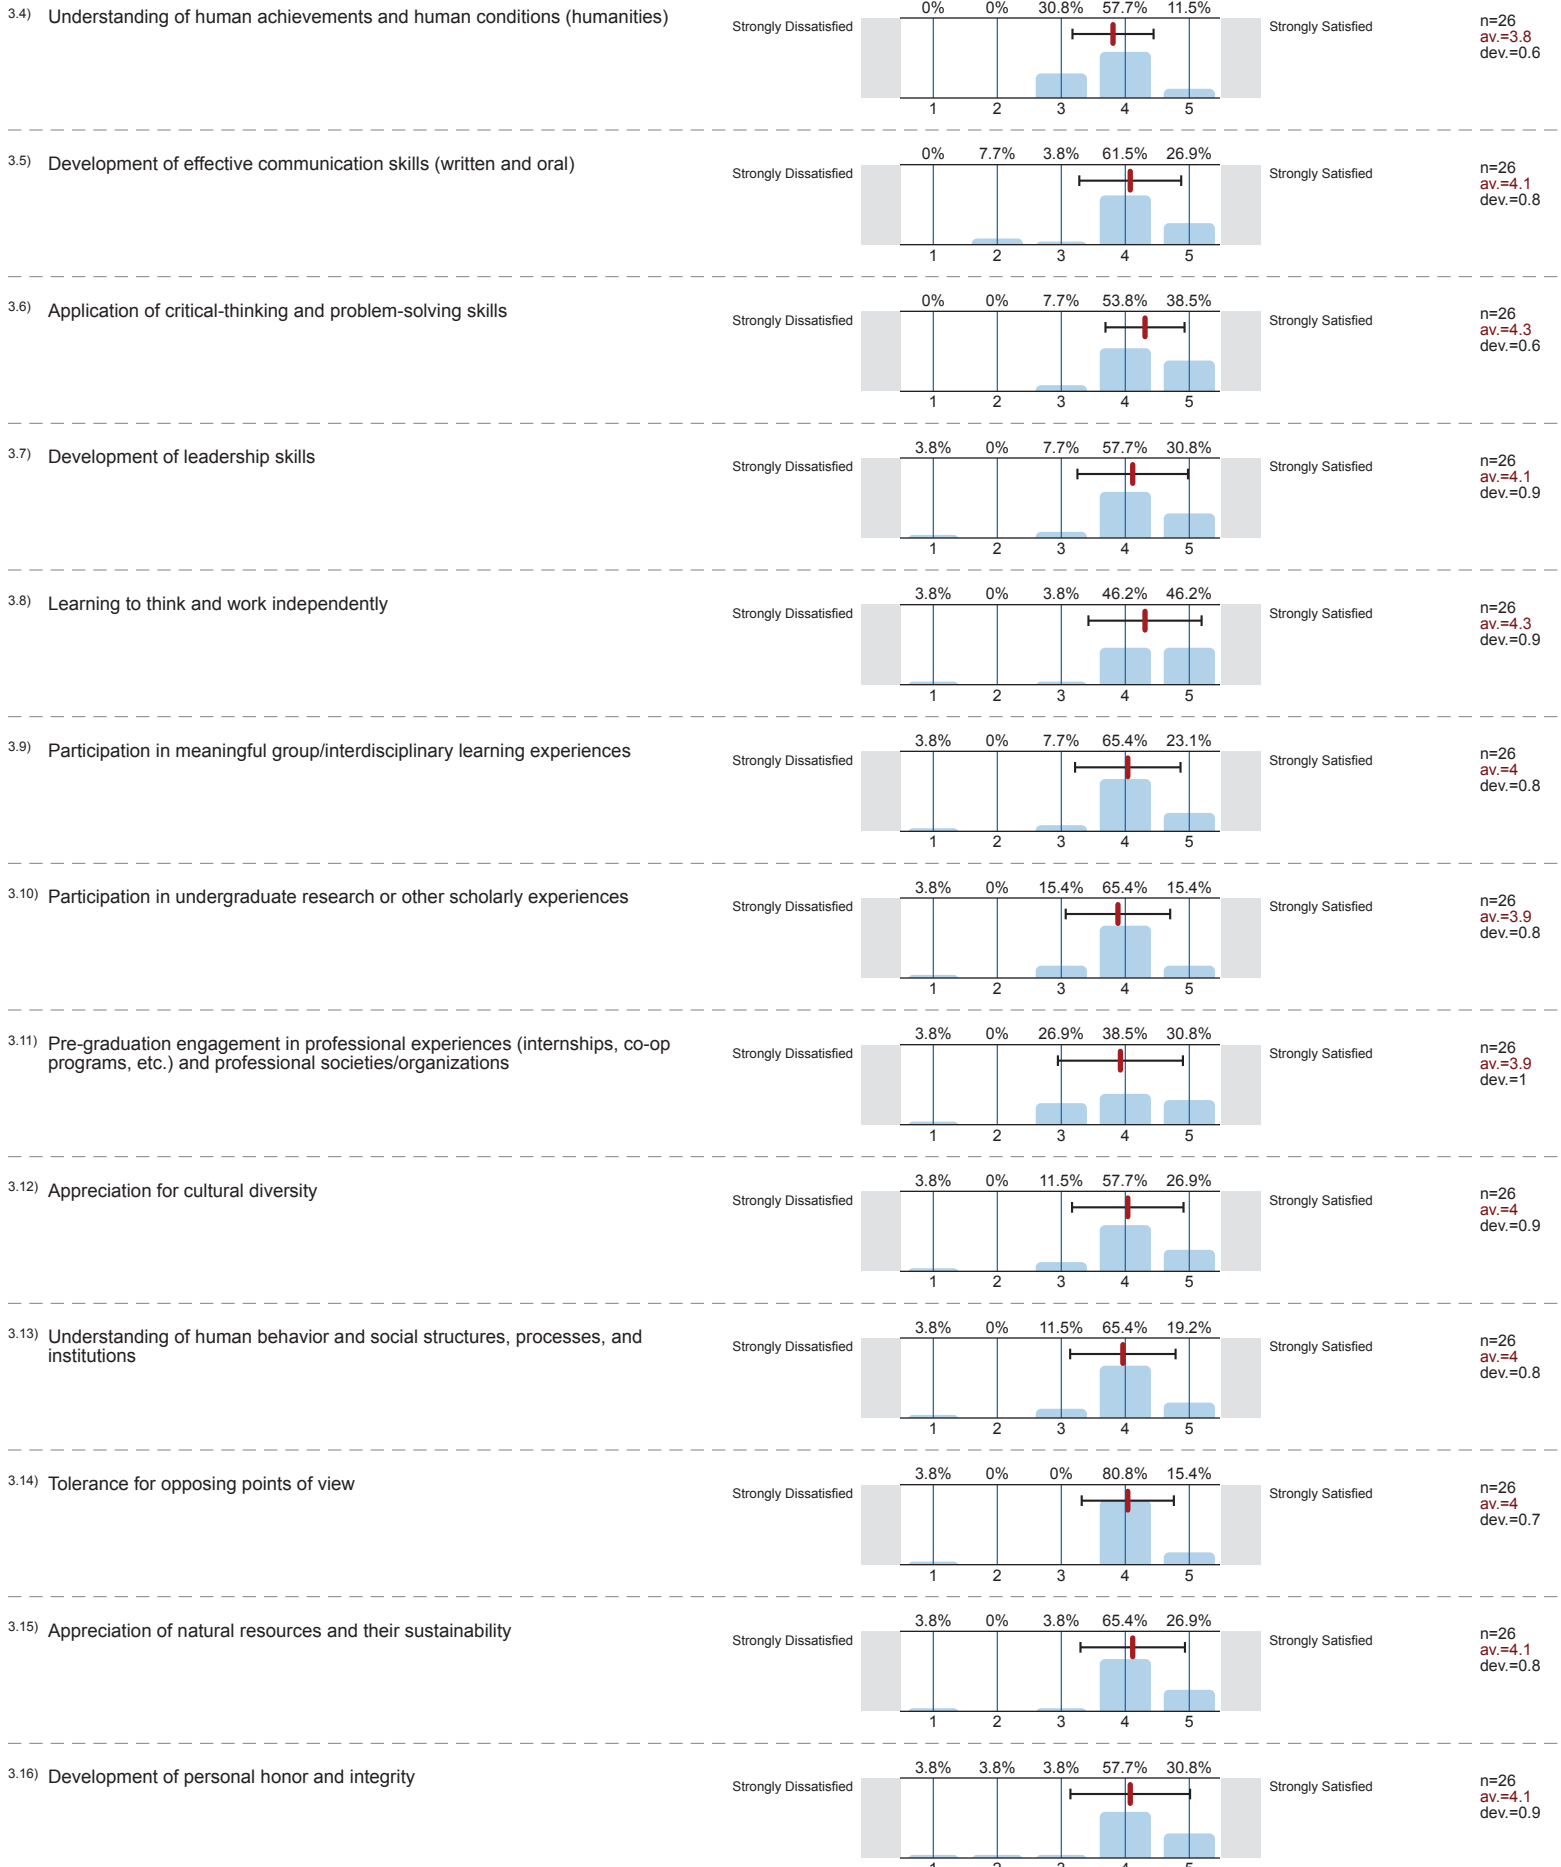 3.4) Understanding of human achievements and human conditions (humanities)
0% 0% 30.8% 57.7% 11.5%
Strongly Dissatisfied Strongly Satisfied
n=26
av.=3.8
dev.=0.6
1 2 3 4 5
3.5) Development of effective communication skills (written and oral)
0% 7.7% 3.8% 61.5% 26.9%
Strongly Dissatisfied Strongly Satisfied
n=26
av.=4.1
dev.=0.8
1 2 3 4 5
3.6) Application of critical-thinking and problem-solving skills
0% 0% 7.7% 53.8% 38.5%
Strongly Dissatisfied Strongly Satisfied
n=26
av.=4.3
dev.=0.6
1 2 3 4 5
3.7) Development of leadership skills
3.8% 0% 7.7% 57.7% 30.8%
Strongly Dissatisfied Strongly Satisfied
n=26
av.=4.1
dev.=0.9
1 2 3 4 5
3.8) Learning to think and work independently
3.8% 0% 3.8% 46.2% 46.2%
Strongly Dissatisfied Strongly Satisfied
n=26
av.=4.3
dev.=0.9
1 2 3 4 5
3.9) Participation in meaningful group/interdisciplinary learning experiences
3.8% 0% 7.7% 65.4% 23.1%
Strongly Dissatisfied Strongly Satisfied
n=26
av.=4
dev.=0.8
1 2 3 4 5
3.10) Participation in undergraduate research or other scholarly experiences
3.8% 0% 15.4% 65.4% 15.4%
Strongly Dissatisfied Strongly Satisfied
n=26
av.=3.9
dev.=0.8
1 2 3 4 5
3.11) Pre-graduation engagement in professional experiences (internships, co-op
programs, etc.) and professional societies/organizations
3.8% 0% 26.9% 38.5% 30.8%
Strongly Dissatisfied Strongly Satisfied
n=26
av.=3.9
dev.=1
1 2 3 4 5
3.12) Appreciation for cultural diversity
3.8% 0% 11.5% 57.7% 26.9%
Strongly Dissatisfied Strongly Satisfied
n=26
av.=4
dev.=0.9
1 2 3 4 5
3.13) Understanding of human behavior and social structures, processes, and
institutions
3.8% 0% 11.5% 65.4% 19.2%
Strongly Dissatisfied Strongly Satisfied
n=26
av.=4
dev.=0.8
1 2 3 4 5
3.14) Tolerance for opposing points of view
3.8% 0% 0% 80.8% 15.4%
Strongly Dissatisfied Strongly Satisfied
n=26
av.=4
dev.=0.7
1 2 3 4 5
3.15) Appreciation of natural resources and their sustainability
3.8% 0% 3.8% 65.4% 26.9%
Strongly Dissatisfied Strongly Satisfied
n=26
av.=4.1
dev.=0.8
1 2 3 4 5
3.16) Development of personal honor and integrity
3.8% 3.8% 3.8% 57.7% 30.8%
Strongly Dissatisfied Strongly Satisfied
n=26
av.=4.1
dev.=0.9
1 2 3 4 5